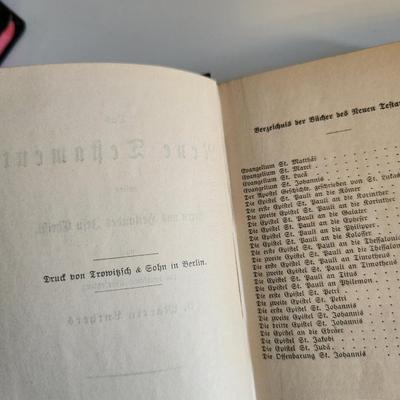 Druck von Trowitzsch & Sohn in Berlin.
Verzeichnis der Bücher des Neuen Testa
Evangelium St. Matthäi
Evangelium St. Marci
Evangelium St. Lucä
Evangelium St. Johannis
Der Apostel Geschichte, geschrieben von St. Lukas
Die Epistel St. Pauli an die Römer
Die erste Epistel St. Pauli an die Korinther
Die zweite Epistel St. Pauli an die Korinther
Die Epistel St. Pauli an die Galater
Die Epistel St. Pauli an die Epheser
Die Epistel St. Pauli an die Philipper
Die Epistel St. Pauli an die Kolosser
Die erste Epistel St. Pauli an die Thessalonic
Die zweite Epistel St. Pauli an die Thessaloni
Die erste Epistel St. Pauli an Timotheus
Die zweite Epistel St. Pauli an Timotheus
Die Epistel St. Pauli an Titus
Die Epistel St. Pauli an Philemon
Die erste Epistel St. Petri
Die zweite Epistel St. Petri
Die erste Epistel St. Johannis
Die zweite Epistel St. Johannis
Die dritte Epistel St. Johannis
Die Epistel an die Ebräer
Die Epistel St. Jakobi
Die Epistel St. Judä
Die Offenbarung St. Johannis